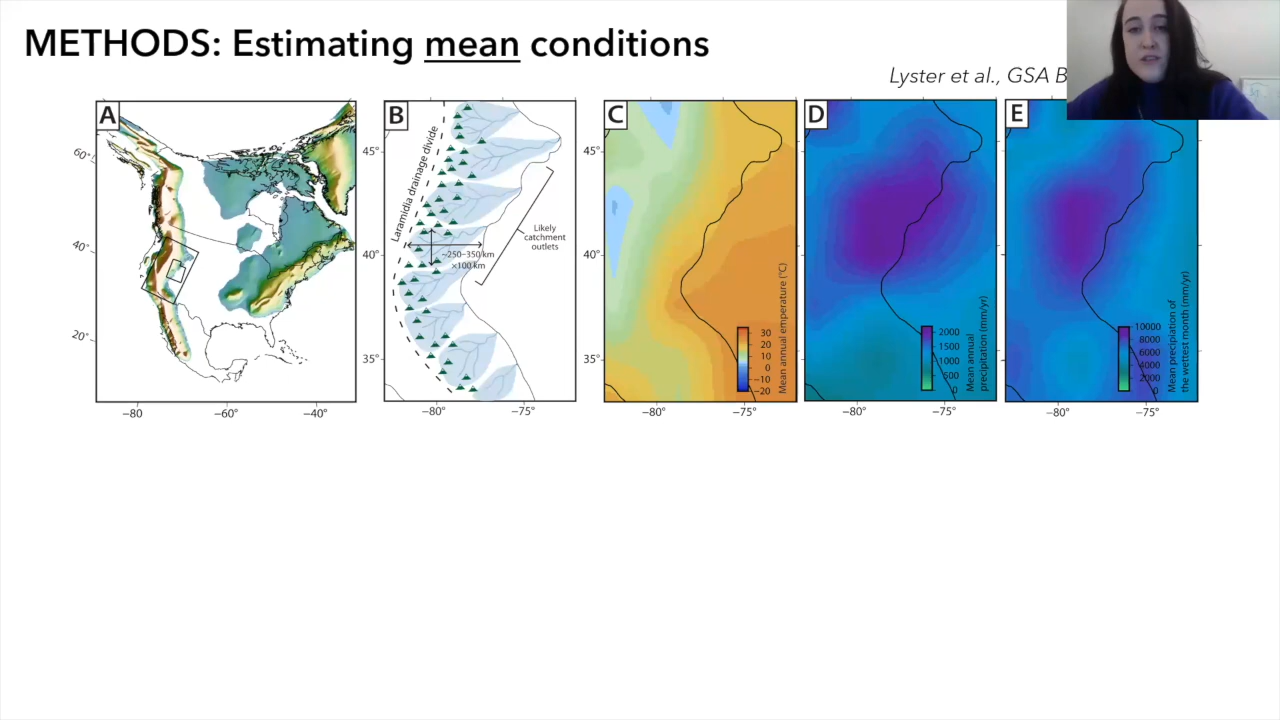 METHODS: Estimating mean conditions
Lyster et al., GSA B
A
60°
40°
20°
−80
−60°
−40°
B
45°
40°
35°
−80°
−75°
Laramidia drainage divide
~250−350 km
×100 km
Likely
catchment
outlets
C
45°
40°
35°
−80°
−75°
30
20
10
0
−10
−20
Mean annual emperature (°C)
D
−80°
−75°
2000
1500
1000
500
0
Mean annual
precipitation (mm/yr)
E
−80°
−75°
10000
8000
6000
4000
2000
0
Mean preciplation of
the wettest month (mm/yr)